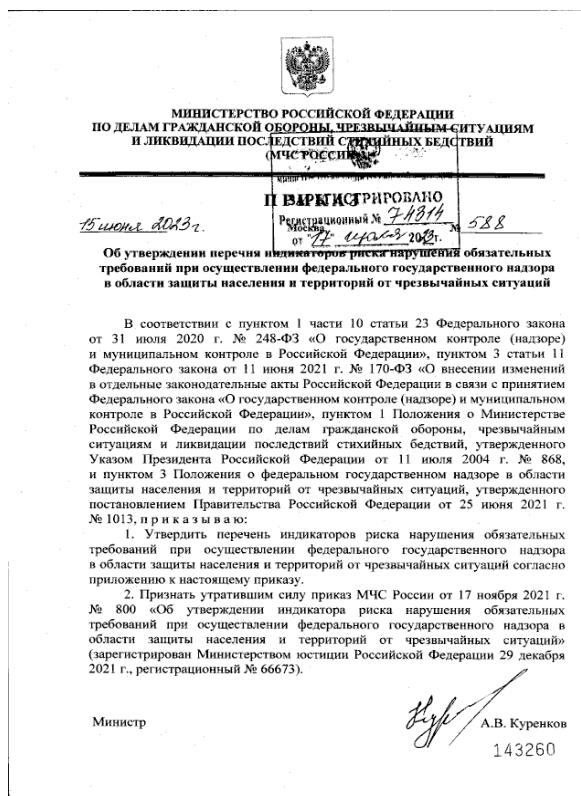 МИНИСТЕРСТВО РОССИЙСКОЙ ФЕДЕРАЦИИ
ПО ДЕЛАМ ГРАЖДАНСКОЙ ОБОРОНЫ, ЧРЕЗВЫЧАЙНЫМ СИТУАЦИЯМ
И ЛИКВИДАЦИИ ПОСЛЕДСТВИЙ СТИХИЙНЫХ БЕДСТВИЙ
(МЧС РОССИИ)
ПРИКАЗ
ЗАРЕГИСТРИРОВАНО
Регистрационный № 74314
15 июня 2023 г.
Москва
№ 588
от "17" 2023г.
Об утверждении перечня индикаторов риска нарушения обязательных
требований при осуществлении федерального государственного надзора
в области защиты населения и территорий от чрезвычайных ситуаций
В соответствии с пунктом 1 части 10 статьи 23 Федерального закона
от 31 июля 2020 г. № 248-ФЗ «О государственном контроле (надзоре)
и муниципальном контроле в Российской Федерации», пунктом 3 статьи 11
Федерального закона от 11 июня 2021 г. № 170-ФЗ «О внесении изменений
в отдельные законодательные акты Российской Федерации в связи с принятием
Федерального закона «О государственном контроле (надзоре) и муниципальном
контроле в Российской Федерации», пунктом 1 Положения о Министерстве
Российской Федерации по делам гражданской обороны, чрезвычайным
ситуациям и ликвидации последствий стихийных бедствий, утвержденного
Указом Президента Российской Федерации от 11 июля 2004 г. № 868,
и пунктом 3 Положения о федеральном государственном надзоре в области
защиты населения и территорий от чрезвычайных ситуаций, утвержденного
постановлением Правительства Российской Федерации от 25 июня 2021 г.
№ 1013, п р и к а з ы в а ю:
1. Утвердить перечень индикаторов риска нарушения обязательных
требований при осуществлении федерального государственного надзора
в области защиты населения и территорий от чрезвычайных ситуаций согласно
приложению к настоящему приказу.
2. Признать утратившим силу приказ МЧС России от 17 ноября 2021 г.
№ 800 «Об утверждении индикатора риска нарушения обязательных
требований при осуществлении федерального государственного надзора в
области защиты населения и территорий от чрезвычайных ситуаций»
(зарегистрирован Министерством юстиции Российской Федерации 29 декабря
2021 г., регистрационный № 66673).
Министр
А.В. Куренков
143260